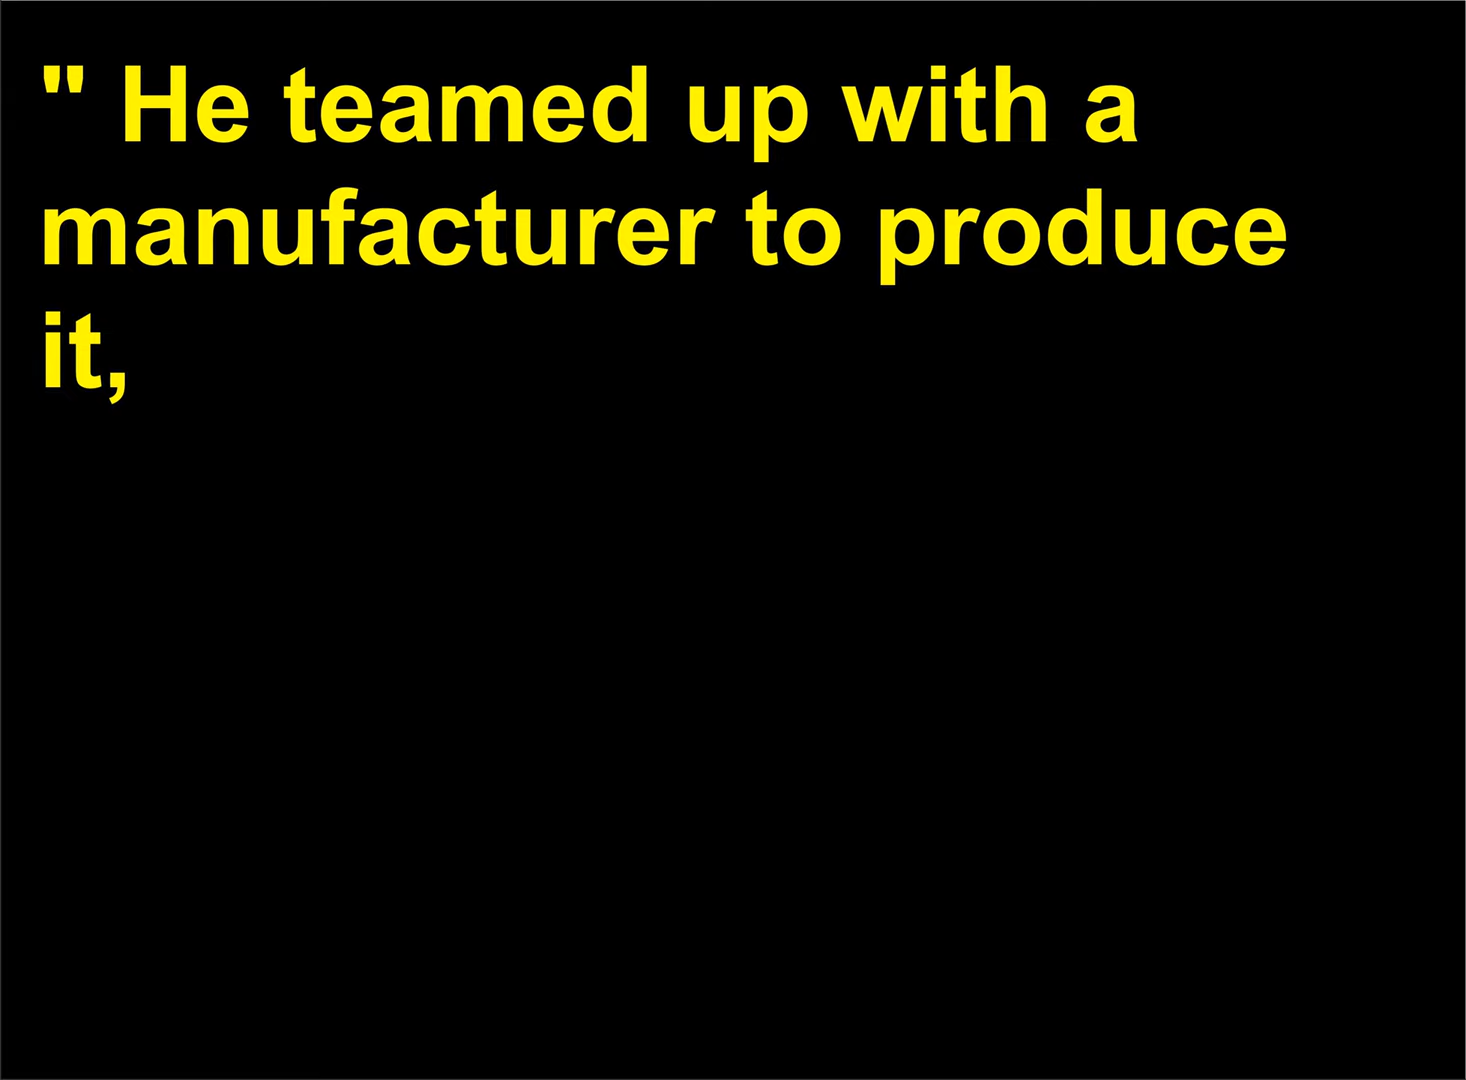 " He teamed up with a
manufacturer to produce
it,